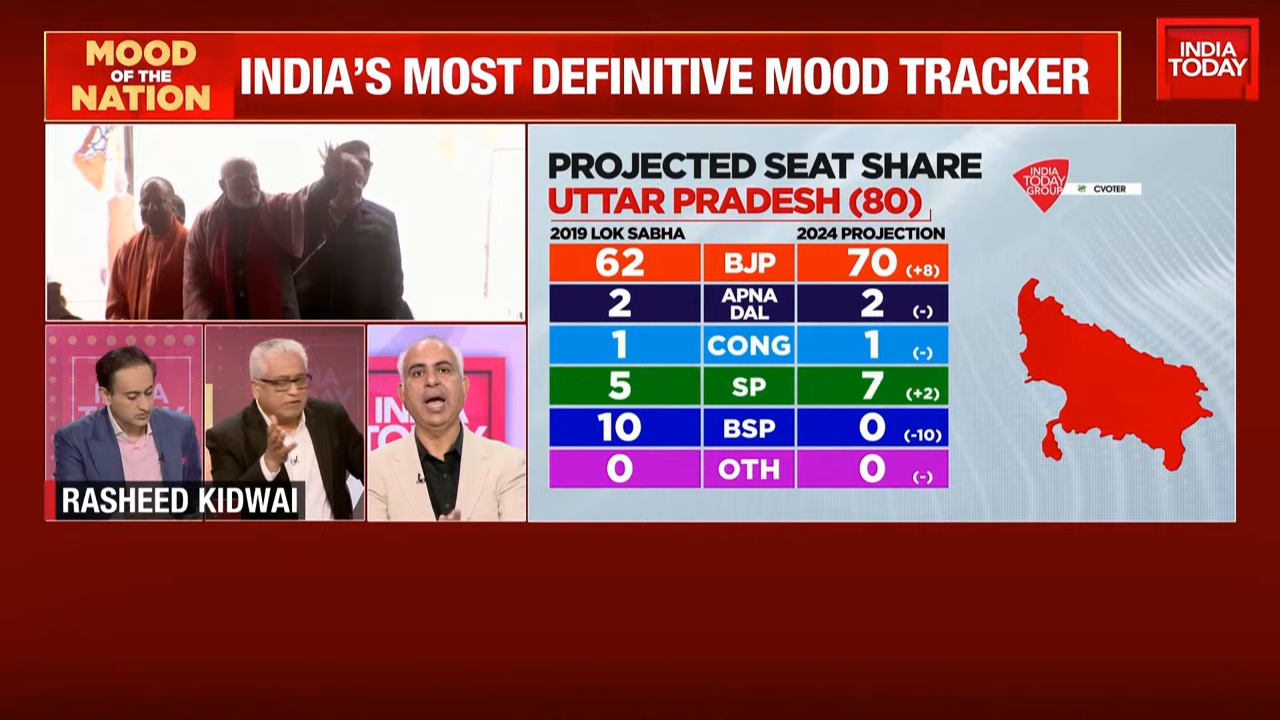 MOOD
OF THE
NATION
INDIA'S MOST DEFINITIVE MOOD TRACKER
INDIA
TODAY
PROJECTED SEAT SHARE
UTTAR PRADESH (80)
INDIA
TODAY
GROUP
CVOTER
2019 LOK SABHA 2024 PROJECTION
62 BJP 70 (+8)
2 APNA DAL 2 (-)
1 CONG 1 (-)
5 SP 7 (+2)
10 BSP 0 (-10)
0 OTH 0 (-)
RASHEED KIDWAI